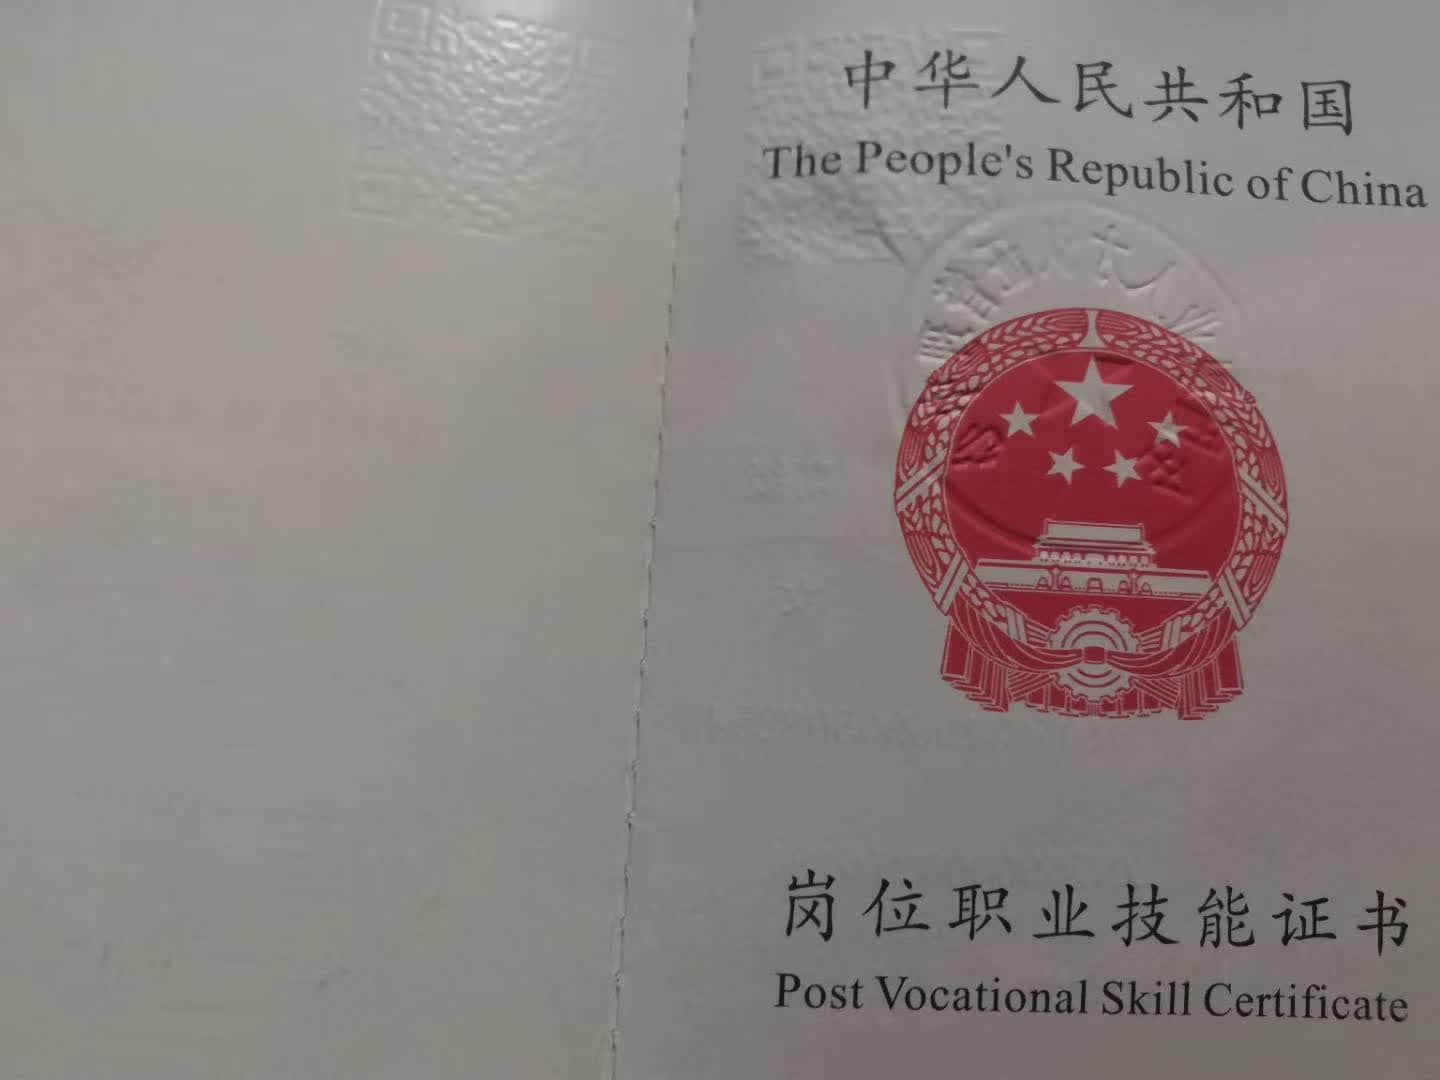 中华人民共和国
The People's Republic of China
岗位职业技能证书
Post Vocational Skill Certificate